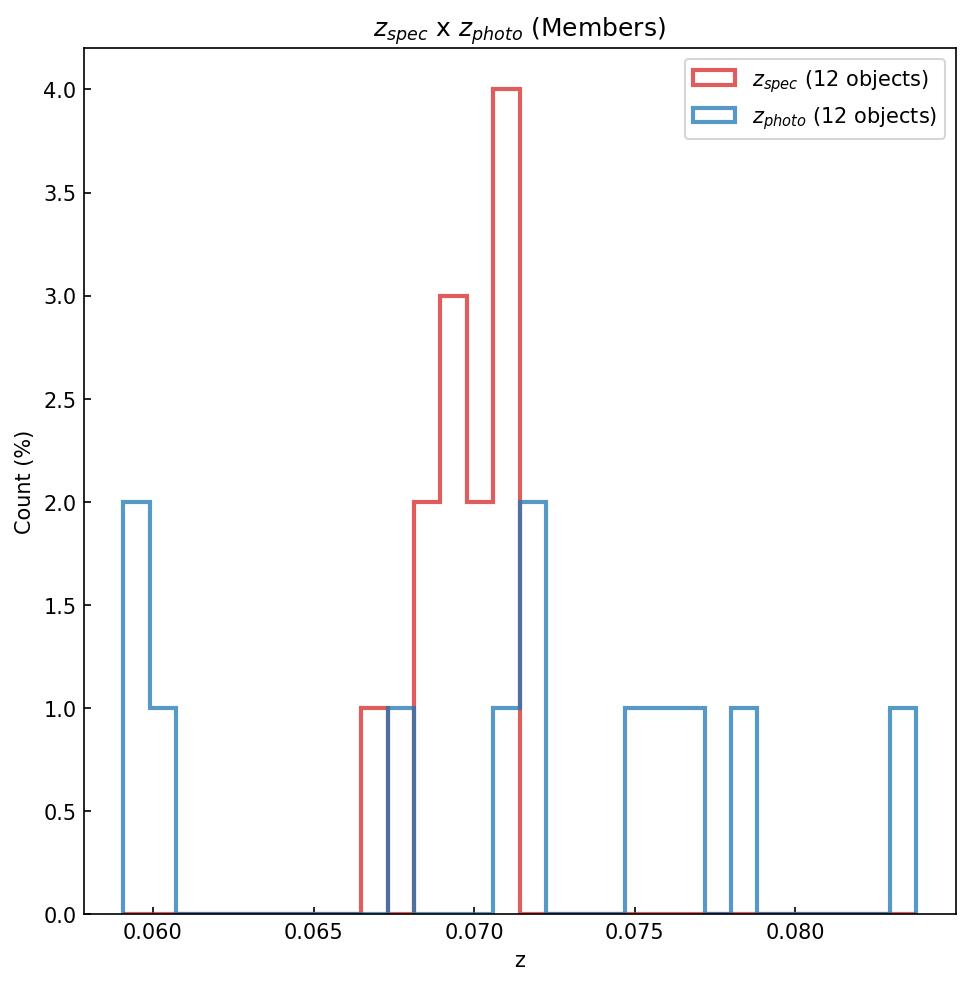 z_spec x z_photo (Members)
z_spec (12 objects)
z_photo (12 objects)
Count (%)
4.0
3.5
3.0
2.5
2.0
1.5
1.0
0.5
0.0
0.060 0.065 0.070 0.075 0.080
z